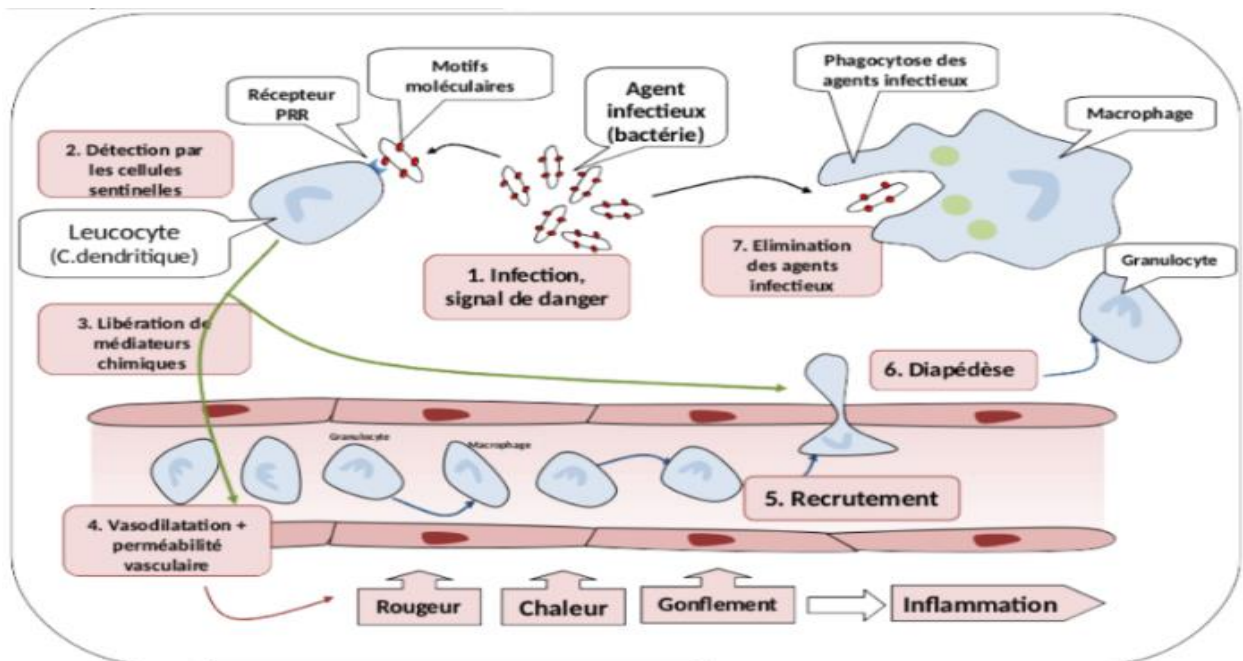 Motifs
moléculaires
Récepteur
PRR
Agent
infectieux
(bactérie)
Phagocytose des
agents infectieux
Macrophage
2. Détection par
les cellules
sentinelles
Leucocyte
(C.dendritique)
1. Infection,
signal de danger
7. Elimination
des agents
infectieux
Granulocyte
3. Libération de
médiateurs
chimiques
6. Diapédèse
Granulocyte
Macrophage
5. Recrutement
4. Vasodilatation +
perméabilité
vasculaire
Rougeur
Chaleur
Gonflement
Inflammation